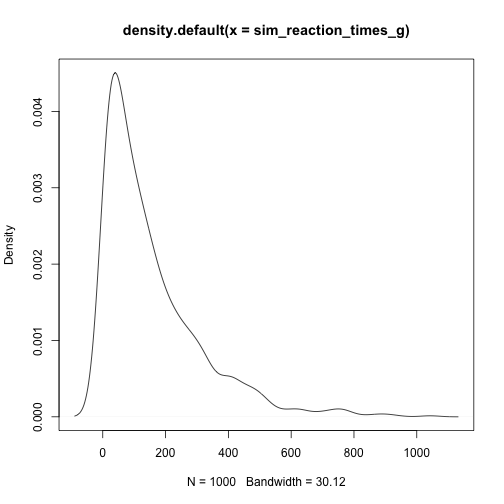 density.default(x = sim_reaction_times_g)
Density
0.004
0.003
0.002
0.001
0.000
0 200 400 600 800 1000
N = 1000 Bandwidth = 30.12